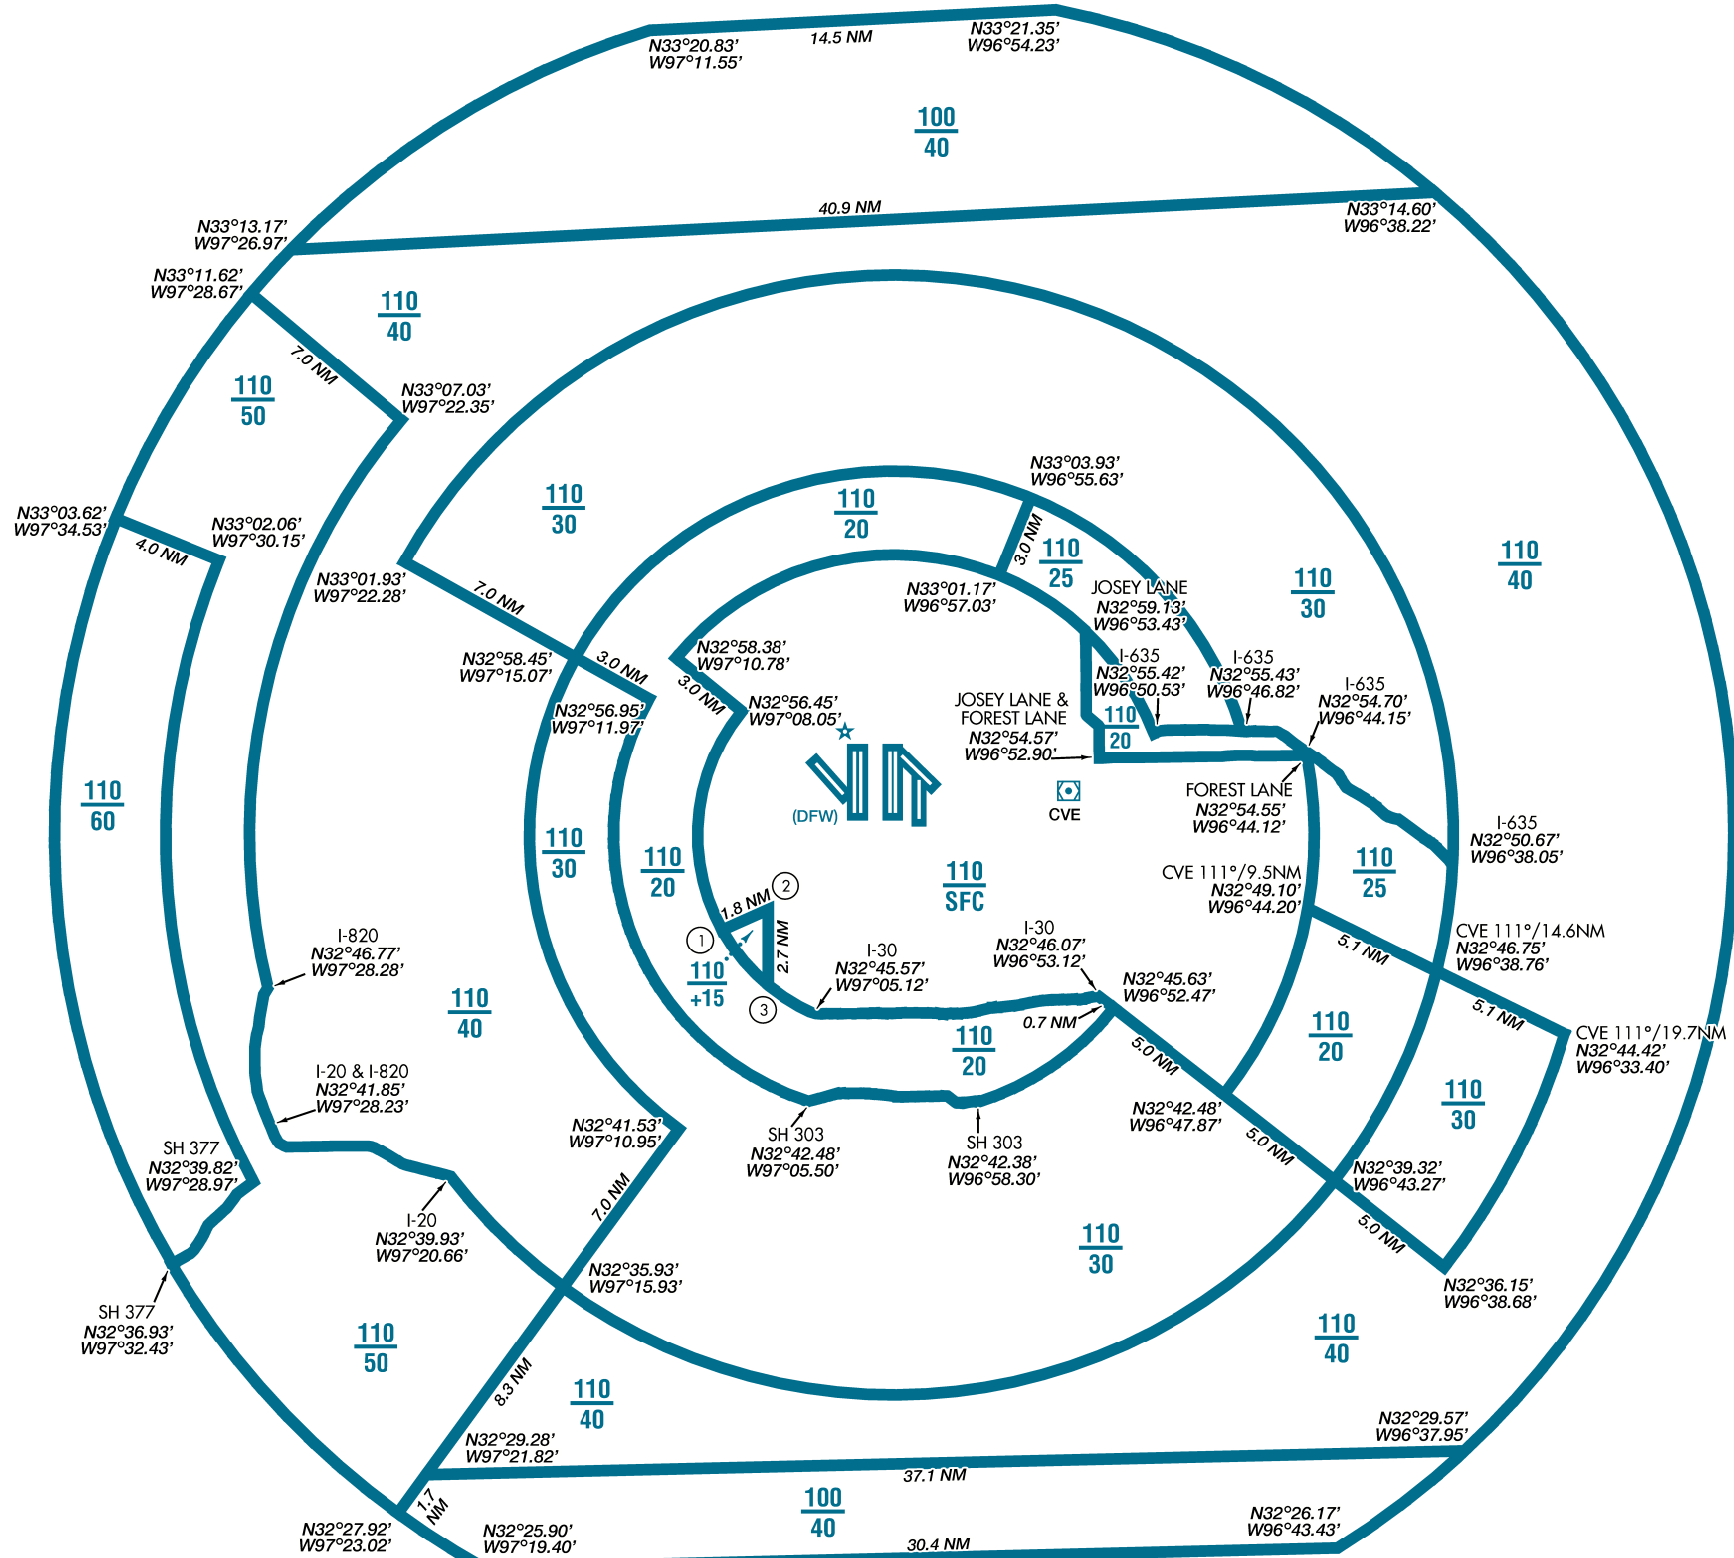 14.5 NM
N33°20.83’
W97°11.55’
N33°21.35’
W96°54.23’
100
40
40.9 NM
N33°13.17’
W97°26.97’
N33°14.60’
W96°38.22’
N33°11.62’
W97°28.67’
110
40
7.0 NM
110
50
N33°07.03’
W97°22.35’
N33°03.93’
W96°55.63’
110
30
110
20
N33°03.62’
W97°34.53’
4.0 NM
N33°02.06’
W97°30.15’
3.0 NM
110
25
110
40
N33°01.93’
W97°22.28’
7.0 NM
N33°01.17’
W96°57.03’
JOSEY LANE
N32°59.13’
W96°53.43’
110
30
N32°58.45’
W97°15.07’
3.0 NM
N32°58.38’
W97°10.78’
3.0 NM
I-635
N32°55.42’
W96°50.53’
I-635
N32°55.43’
W96°46.82’
I-635
N32°54.70’
W96°44.15’
N32°56.95’
W97°11.97’
N32°56.45’
W97°08.05’
JOSEY LANE &
FOREST LANE
N32°54.57’
W96°52.90’
110
20
110
60
(DFW)
CVE
FOREST LANE
N32°54.55’
W96°44.12’
I-635
N32°50.67’
W96°38.05’
110
30
110
20
110
SFC
CVE 111°/9.5NM
N32°49.10’
W96°44.20’
110
25
1.8 NM
2
1
2.7 NM
3
110
+15
5.1 NM
CVE 111°/14.6NM
N32°46.75’
W96°38.76’
I-820
N32°46.77’
W97°28.28’
I-30
N32°45.57’
W97°05.12’
I-30
N32°46.07’
W96°53.12’
N32°45.63’
W96°52.47’
110
40
0.7 NM
110
20
5.0 NM
110
20
5.1 NM
CVE 111°/19.7NM
N32°44.42’
W96°33.40’
I-20 & I-820
N32°41.85’
W97°28.23’
110
30
N32°41.53’
W97°10.95’
SH 303
N32°42.48’
W97°05.50’
SH 303
N32°42.38’
W96°58.30’
N32°42.48’
W96°47.87’
5.0 NM
SH 377
N32°39.82’
W97°28.97’
7.0 NM
N32°39.32’
W96°43.27’
I-20
N32°39.93’
W97°20.66’
110
30
5.0 NM
N32°35.93’
W97°15.93’
N32°36.15’
W96°38.68’
SH 377
N32°36.93’
W97°32.43’
110
50
110
40
8.3 NM
110
40
N32°29.28’
W97°21.82’
N32°29.57’
W96°37.95’
37.1 NM
1.7
NM
100
40
N32°27.92’
W97°23.02’
N32°25.90’
W97°19.40’
30.4 NM
N32°26.17’
W96°43.43’